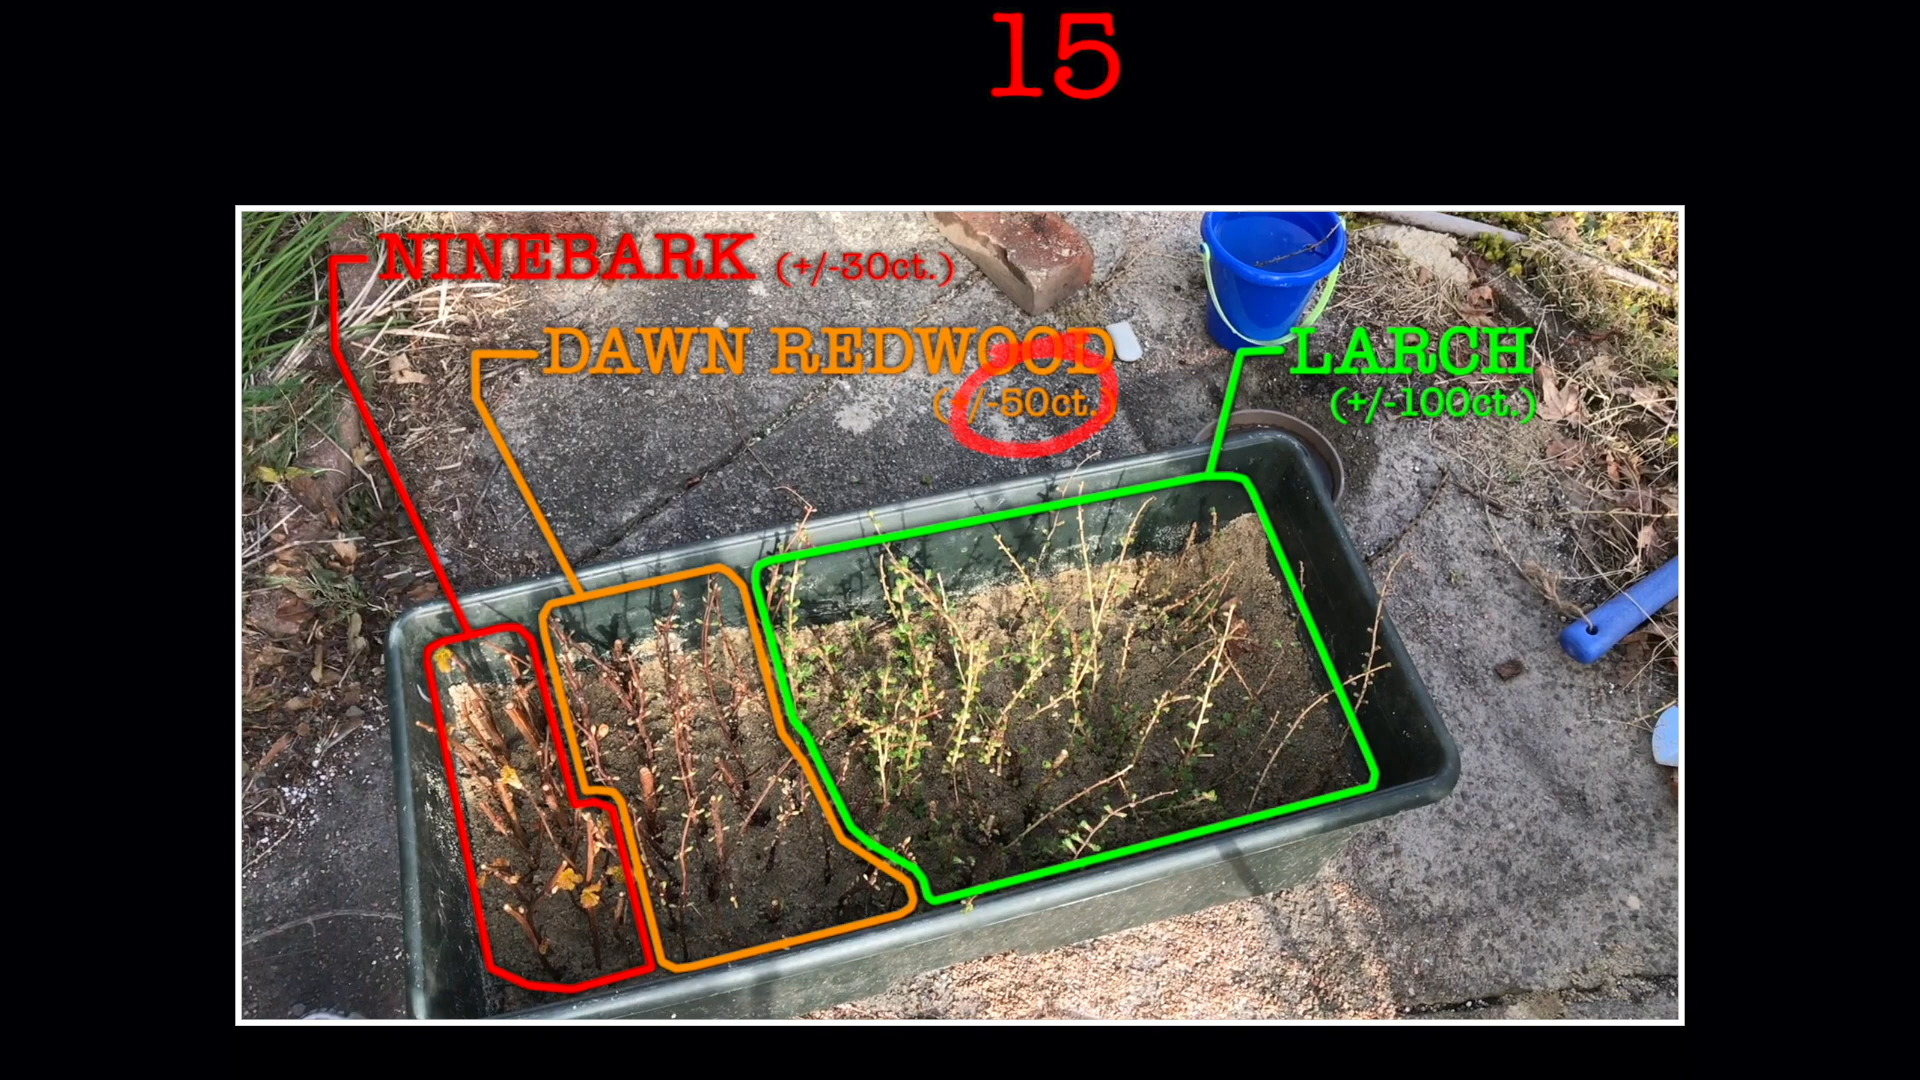 15
NINEBARK (+/-30ct.)
DAWN REDWOOD
(+/-50ct.)
LARCH
(+/-100ct.)